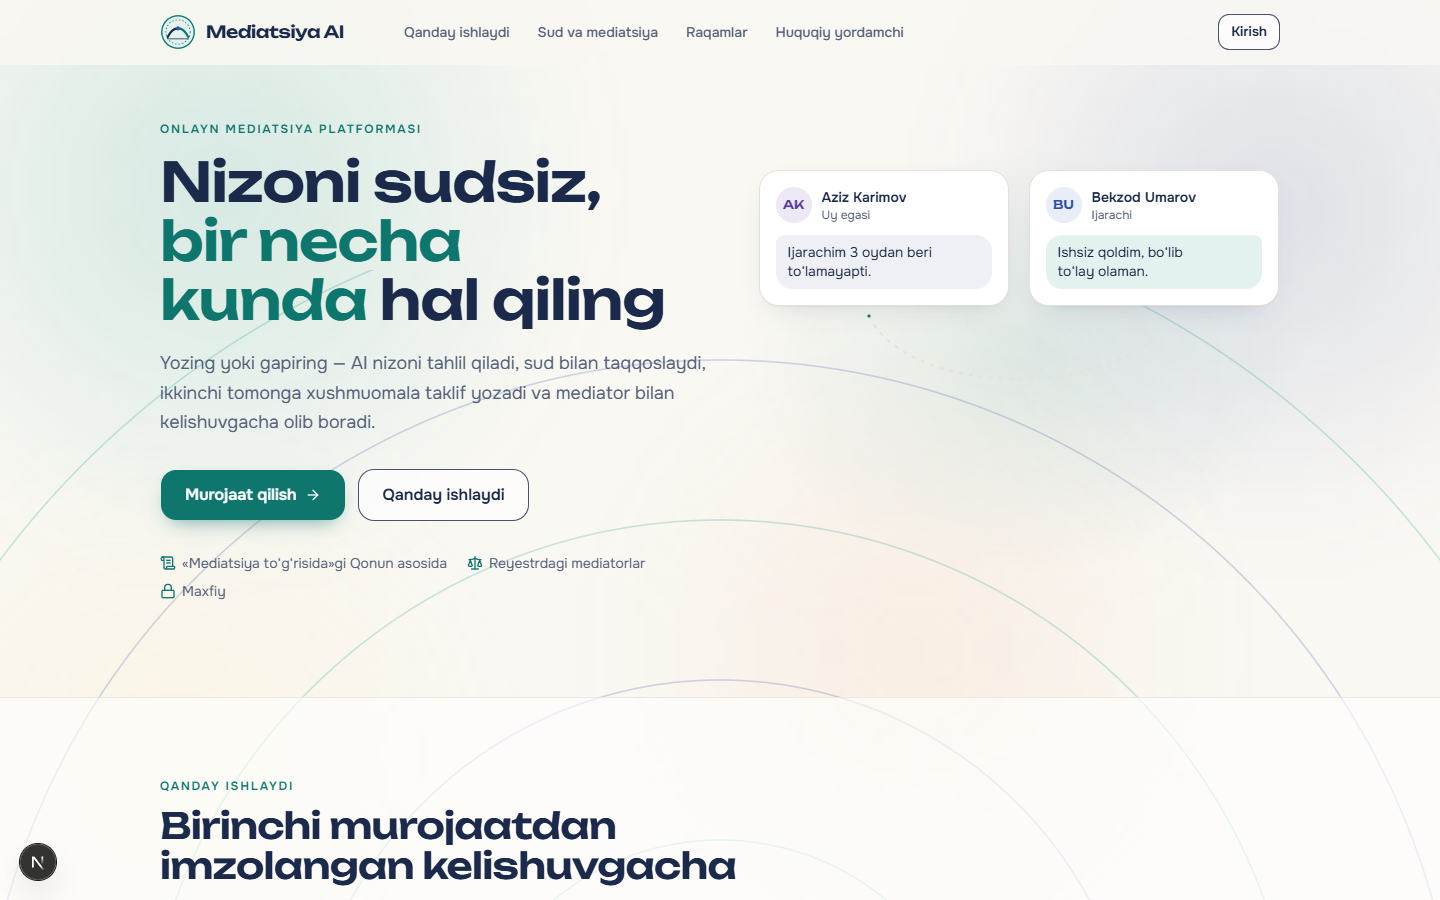 Mediatsiya AI
Qanday ishlaydi
Sud va mediatsiya
Raqamlar
Huquqiy yordamchi
Kirish
ONLAYN MEDIATSIYA PLATFORMASI
Nizoni sudsiz,
bir necha
kunda hal qiling
Yozing yoki gapiring — AI nizoni tahlil qiladi, sud bilan taqqoslaydi,
ikkinchi tomonga xushmuomala taklif yozadi va mediator bilan
kelishuvgacha olib boradi.
Murojaat qilish →
Qanday ishlaydi
«Mediatsiya to‘g‘risida»gi Qonun asosida
Reyestrdagi mediatorlar
Maxfiy
AK
Aziz Karimov
Uy egasi
Ijarachim 3 oydan beri
to‘lamayapti.
BU
Bekzod Umarov
Ijarachi
Ishsiz qoldim, bo‘lib
to‘lay olaman.
QANDAY ISHLAYDI
Birinchi murojaatdan
imzolangan kelishuvgacha
N